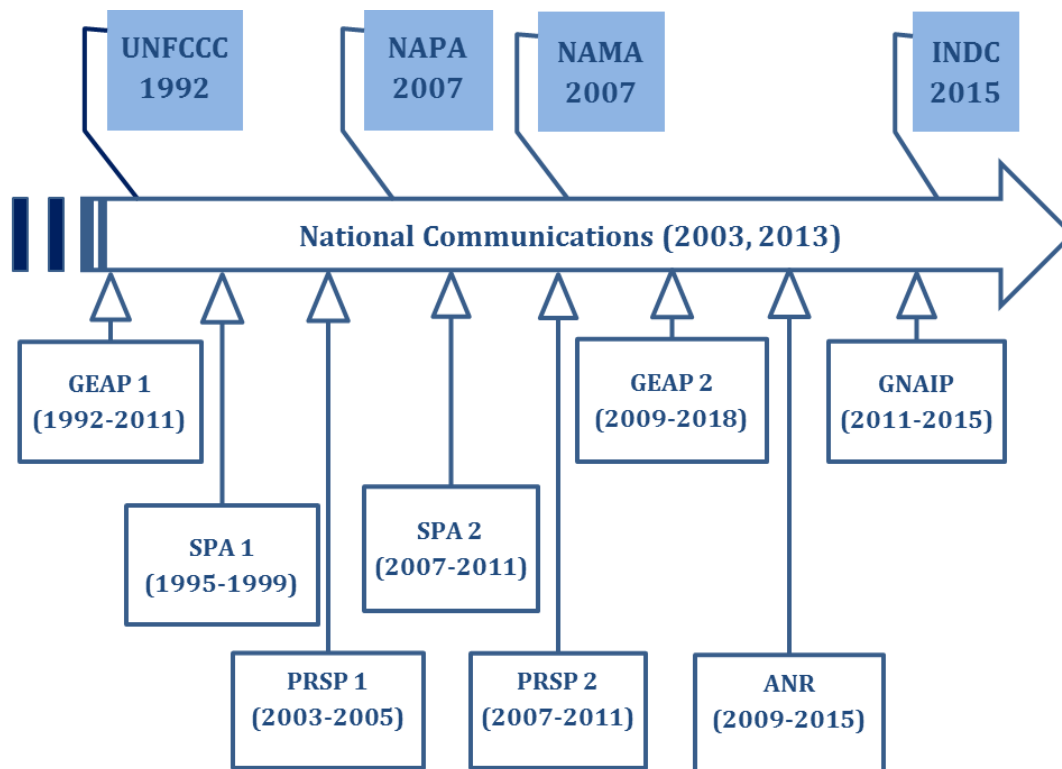 UNFCCC
1992
NAPA
2007
NAMA
2007
INDC
2015
National Communications (2003, 2013)
GEAP 1
(1992-2011)
GEAP 2
(2009-2018)
GNAIP
(2011-2015)
SPA 1
(1995-1999)
SPA 2
(2007-2011)
PRSP 1
(2003-2005)
PRSP 2
(2007-2011)
ANR
(2009-2015)